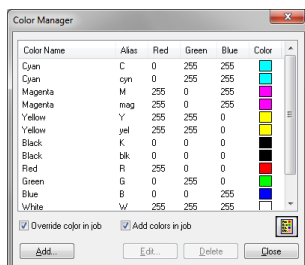 Color Manager
Color Name Alias Red Green Blue Color
Cyan C 0 255 255
Cyan cyn 0 255 255
Magenta M 255 0 255
Magenta mag 255 0 255
Yellow Y 255 255 0
Yellow yel 255 255 0
Black K 0 0 0
Black blk 0 0 0
Red R 255 0 0
Green G 0 255 0
Blue B 0 0 255
White W 255 255 255
Override color in job Add colors in job
Add... Edit... Delete Close